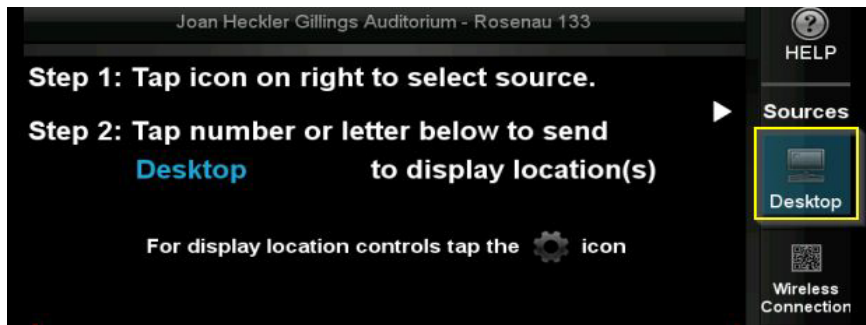 Joan Heckler Gillings Auditorium - Rosenau 133
HELP
Step 1: Tap icon on right to select source.
Sources
Step 2: Tap number or letter below to send
Desktop to display location(s)
Desktop
For display location controls tap the icon
Wireless
Connection